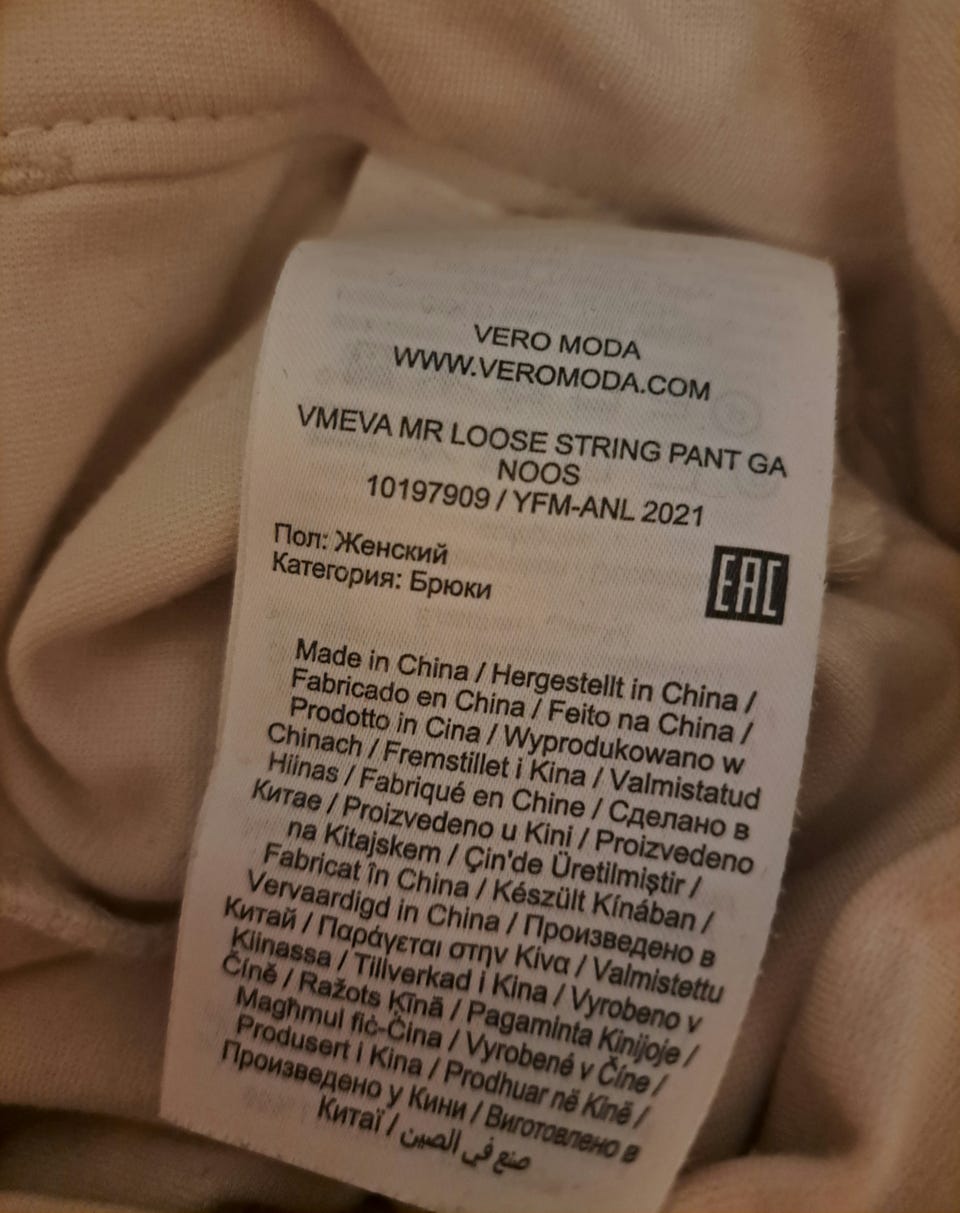 VERO MODA
WWW.VEROMODA.COM
VMEVA MR LOOSE STRING PANT GA
NOOS
10197909 / YFM-ANL 2021
Пол: Женский
Категория: Брюки
EAC
Made in China / Hergestellt in China /
Fabricado en China / Feito na China /
Prodotto in Cina / Wyprodukowano w
Chinach / Fremstillet i Kina / Valmistatud
Hiinas / Fabriqué en Chine / Сделано в
Китае / Proizvedeno u Kini / Proizvedeno
na Kitajskem / Çin'de Üretilmiştir /
Fabricat în China / Készült Kínában /
Vervaardigd in China / Произведено в
Китай / Παράγεται στην Κίνα / Valmistettu
Kiinassa / Tillverkad i Kina / Vyrobeno v
Číně / Ražots Ķīnā / Pagaminta Kinijoje /
Magħmul fiċ-Ċina / Vyrobené v Číne /
Produsert i Kina / Prodhuar në Kinë /
Произведено у Кини / Виготовлено в
Китаї / صنع في الصين